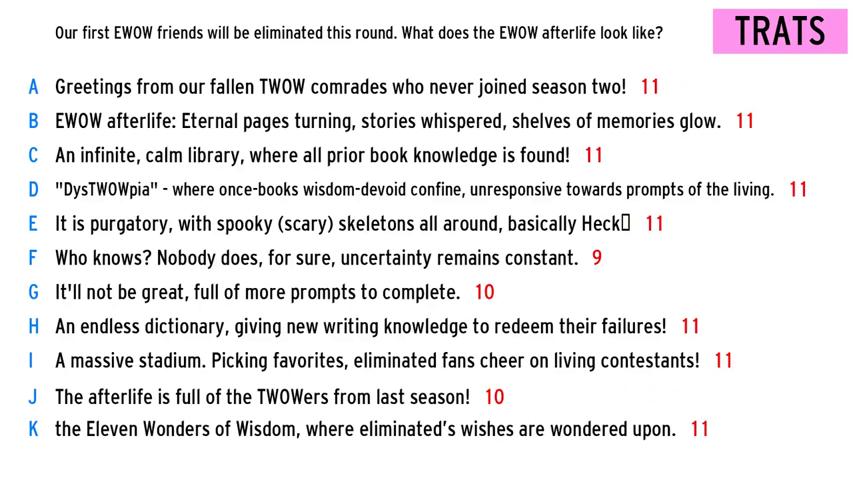 Our first EWOW friends will be eliminated this round. What does the EWOW afterlife look like?
TRATS
A Greetings from our fallen TWOW comrades who never joined season two! 11
B EWOW afterlife: Eternal pages turning, stories whispered, shelves of memories glow. 11
C An infinite, calm library, where all prior book knowledge is found! 11
D "DysTWOWpia" - where once-books wisdom-devoid confine, unresponsive towards prompts of the living. 11
E It is purgatory, with spooky (scary) skeletons all around, basically Heck▯ 11
F Who knows? Nobody does, for sure, uncertainty remains constant. 9
G It'll not be great, full of more prompts to complete. 10
H An endless dictionary, giving new writing knowledge to redeem their failures! 11
I A massive stadium. Picking favorites, eliminated fans cheer on living contestants! 11
J The afterlife is full of the TWOWers from last season! 10
K the Eleven Wonders of Wisdom, where eliminated's wishes are wondered upon. 11